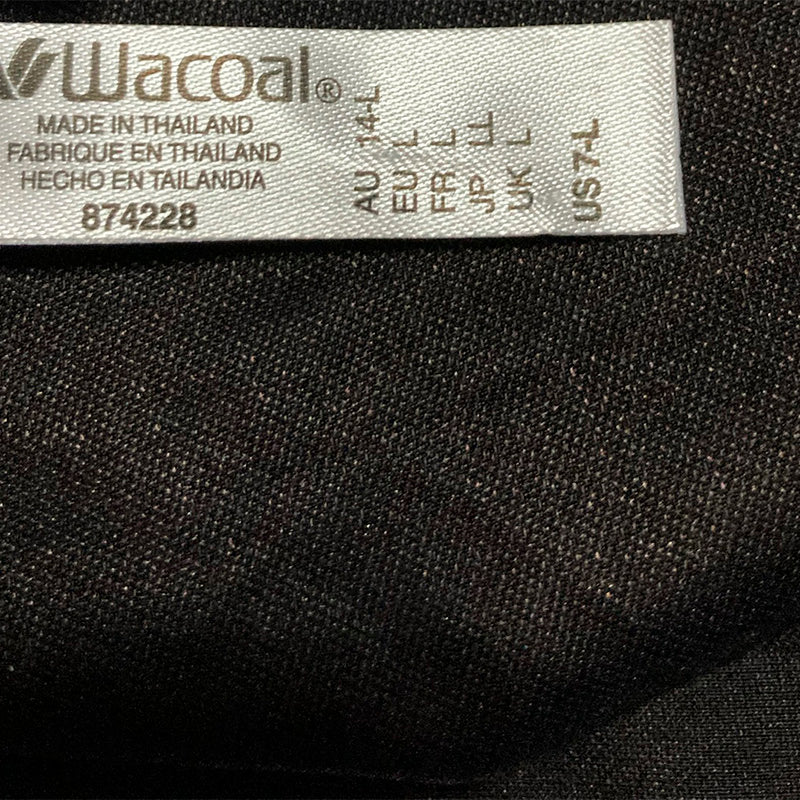 Wacoal®
MADE IN THAILAND
FABRIQUE EN THAILAND
HECHO EN TAILANDIA
874228
AU 14-L
EU L
FR L
JP LL
UK L
US 7-L